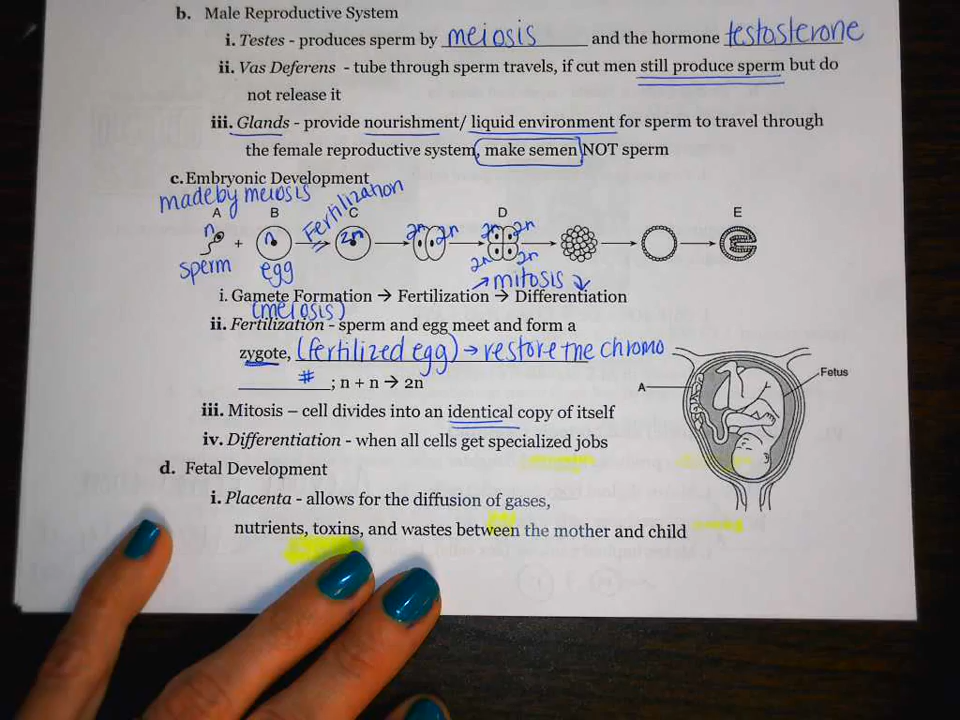 b. Male Reproductive System
i. Testes - produces sperm by meiosis and the hormone testosterone
ii. Vas Deferens - tube through sperm travels, if cut men still produce sperm but do
not release it
iii. Glands - provide nourishment/ liquid environment for sperm to travel through
the female reproductive system, make semen NOT sperm
c. Embryonic Development
made by meiosis Fertilization
A B C D E
n + n 2n 2n 2n 2n 2n
2n 2n
sperm egg → mitosis
i. Gamete Formation → Fertilization → Differentiation
(meiosis)
ii. Fertilization - sperm and egg meet and form a
zygote, (fertilized egg) → restore the chromo
# ; n + n → 2n
A Fetus
iii. Mitosis – cell divides into an identical copy of itself
iv. Differentiation - when all cells get specialized jobs
d. Fetal Development
i. Placenta - allows for the diffusion of gases,
nutrients, toxins, and wastes between the mother and child